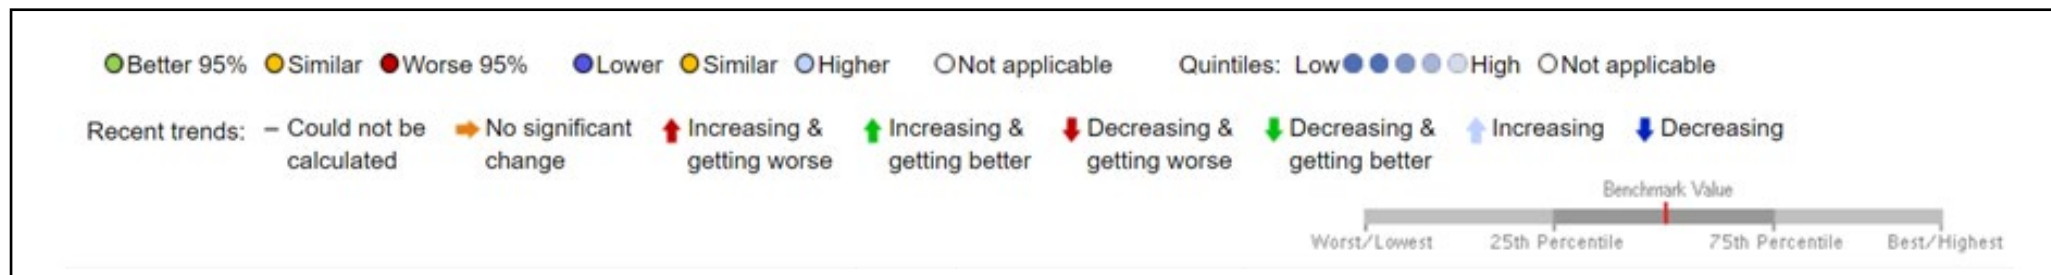 Better 95% Similar Worse 95% Lower Similar Higher Not applicable Quintiles: Low High Not applicable
Recent trends: – Could not be calculated No significant change Increasing & getting worse Increasing & getting better Decreasing & getting worse Decreasing & getting better Increasing Decreasing
Benchmark Value
Worst/Lowest 25th Percentile 75th Percentile Best/Highest